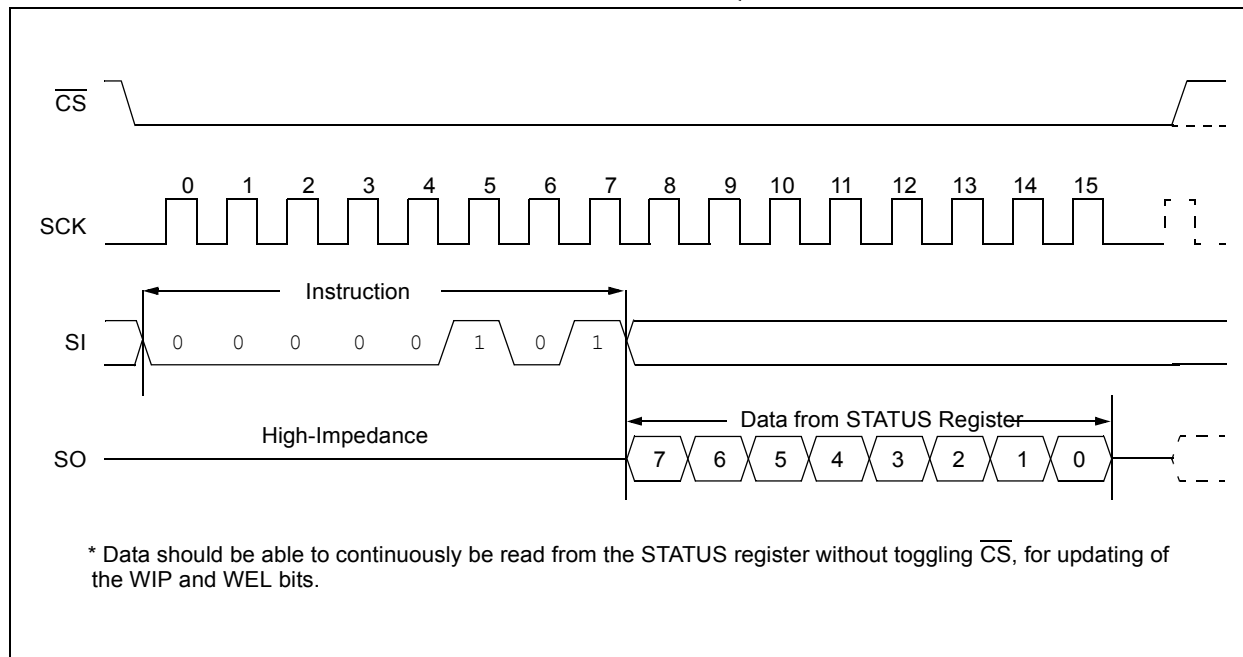 CS
0 1 2 3 4 5 6 7 8 9 10 11 12 13 14 15
SCK
Instruction
SI 0 0 0 0 0 1 0 1
Data from STATUS Register
High-Impedance
SO 7 6 5 4 3 2 1 0
* Data should be able to continuously be read from the STATUS register without toggling CS, for updating of
the WIP and WEL bits.